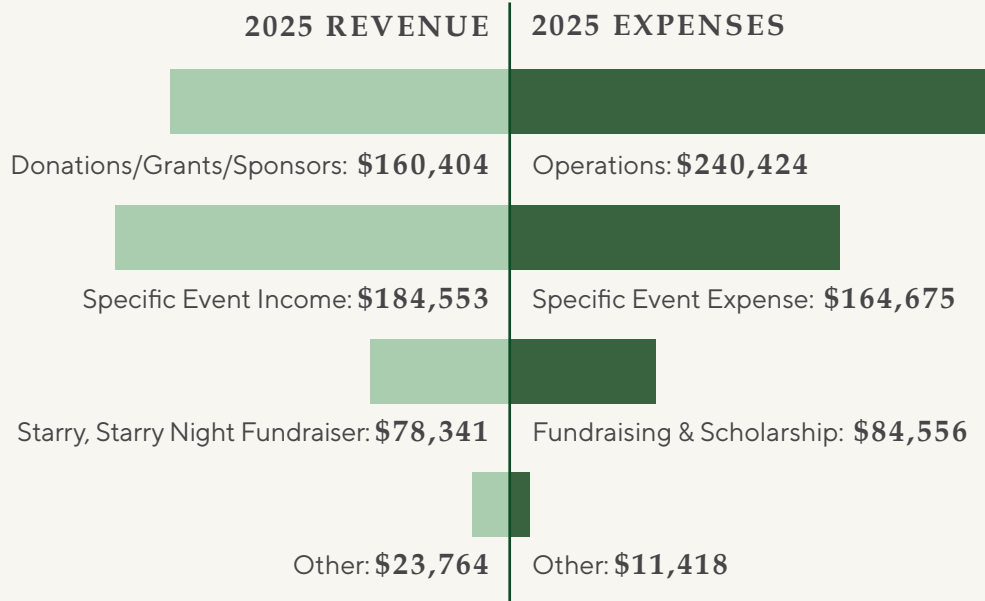 2025 REVENUE
2025 EXPENSES
Donations/Grants/Sponsors: $160,404
Operations: $240,424
Specific Event Income: $184,553
Specific Event Expense: $164,675
Starry, Starry Night Fundraiser: $78,341
Fundraising & Scholarship: $84,556
Other: $23,764
Other: $11,418